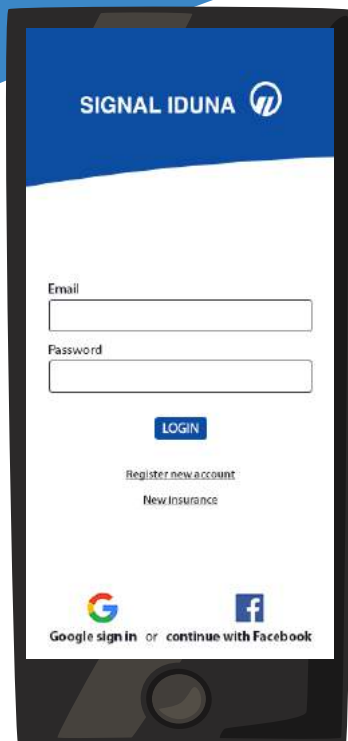 SIGNAL IDUNA
Email
Password
LOGIN
Register new account
New insurance
Google sign in or continue with Facebook